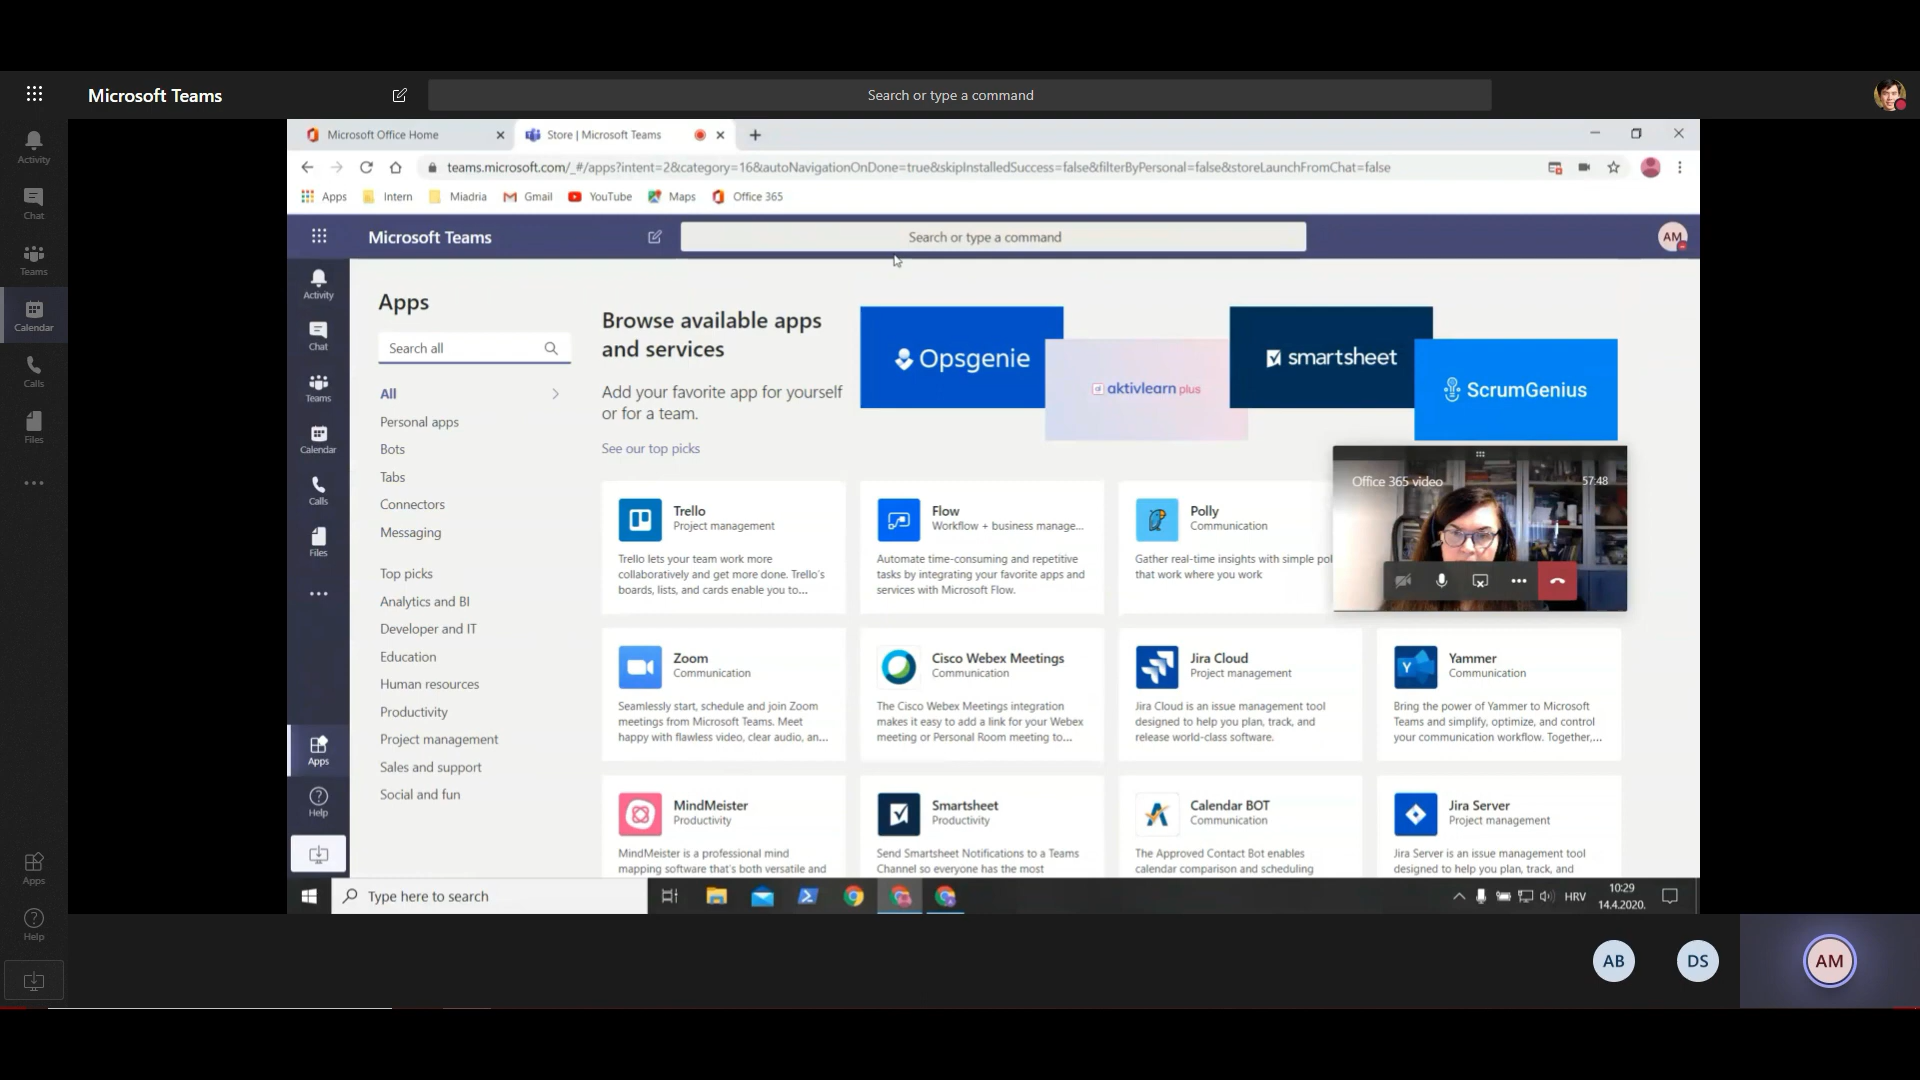 Microsoft Teams
Search or type a command
Activity
Chat
Teams
Calendar
Calls
Files
Apps
Help
Microsoft Office Home
Store | Microsoft Teams
teams.microsoft.com/_#/apps?intent=2&category=16&autoNavigationOnDone=true&skipInstalledSuccess=false&filterByPersonal=false&storeLaunchFromChat=false
Apps
Intern
Miadria
Gmail
YouTube
Maps
Office 365
Microsoft Teams
Search or type a command
AM
Activity
Chat
Teams
Calendar
Calls
Files
Apps
Help
Apps
Search all
All
Personal apps
Bots
Tabs
Connectors
Messaging
Top picks
Analytics and BI
Developer and IT
Education
Human resources
Productivity
Project management
Sales and support
Social and fun
Browse available apps
and services
Add your favorite app for yourself
or for a team.
See our top picks
Opsgenie
aktivlearn plus
smartsheet
ScrumGenius
Office 365 video
57:48
Trello
Project management
Trello lets your team work more
collaboratively and get more done. Trello's
boards, lists, and cards enable you to...
Flow
Workflow + business manage...
Automate time-consuming and repetitive
tasks by integrating your favorite apps and
services with Microsoft Flow.
Polly
Communication
Gather real-time insights with simple pol
that work where you work
Zoom
Communication
Seamlessly start, schedule and join Zoom
meetings from Microsoft Teams. Meet
happy with flawless video, clear audio, an...
Cisco Webex Meetings
Communication
The Cisco Webex Meetings integration
makes it easy to add a link for your Webex
meeting or Personal Room meeting to...
Jira Cloud
Project management
Jira Cloud is an issue management tool
designed to help you plan, track, and
release world-class software.
Yammer
Communication
Bring the power of Yammer to Microsoft
Teams and simplify, optimize, and control
your communication workflow. Together,...
MindMeister
Productivity
MindMeister is a professional mind
mapping software that's both versatile and
Smartsheet
Productivity
Send Smartsheet Notifications to a Teams
Channel so everyone has the most
Calendar BOT
Communication
The Approved Contact Bot enables
calendar comparison and scheduling
Jira Server
Project management
Jira Server is an issue management tool
designed to help you plan, track, and
Type here to search
HRV
10:29
14.4.2020.
AB
DS
AM